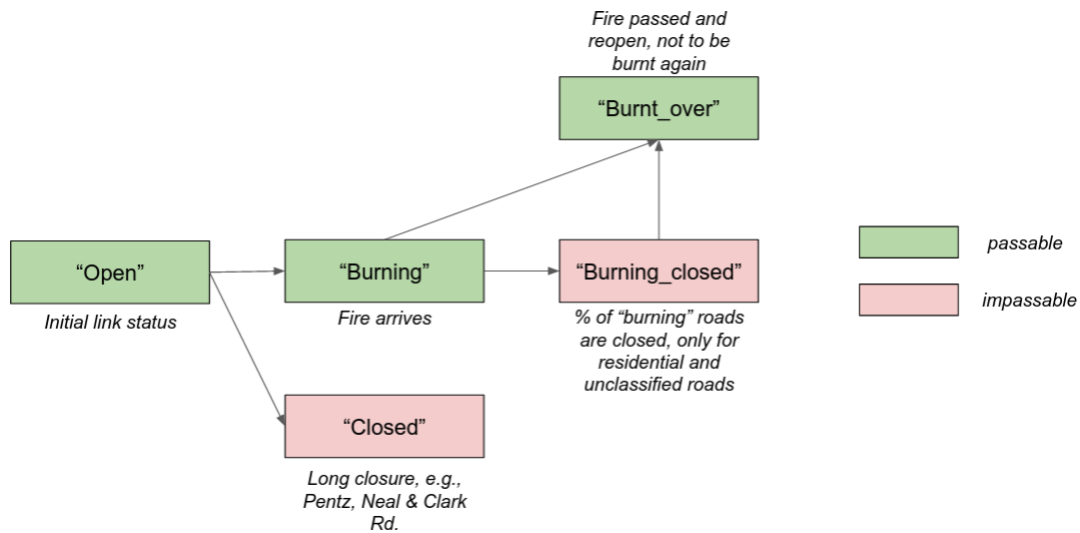 Fire passed and
reopen, not to be
burnt again
“Burnt_over”
“Open”
Initial link status
“Burning”
Fire arrives
“Burning_closed”
% of “burning” roads
are closed, only for
residential and
unclassified roads
“Closed”
Long closure, e.g.,
Pentz, Neal & Clark
Rd.
passable
impassable